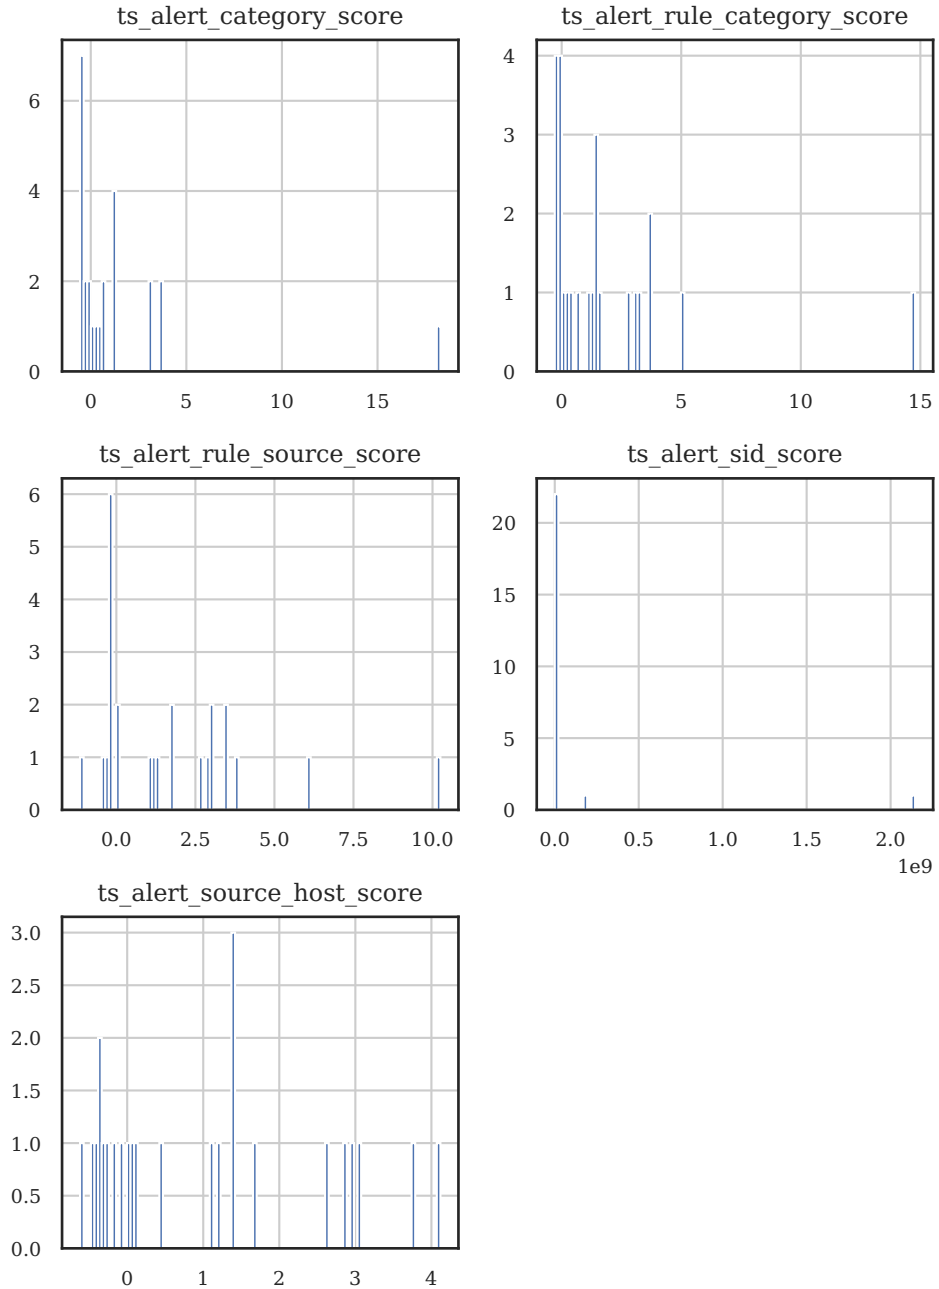 ts_alert_category_score
6
4
2
0
0 5 10 15
ts_alert_rule_category_score
4
3
2
1
0
0 5 10 15
ts_alert_rule_source_score
6
5
4
3
2
1
0
0.0 2.5 5.0 7.5 10.0
ts_alert_sid_score
20
15
10
5
0
0.0 0.5 1.0 1.5 2.0
1e9
ts_alert_source_host_score
3.0
2.5
2.0
1.5
1.0
0.5
0.0
0 1 2 3 4